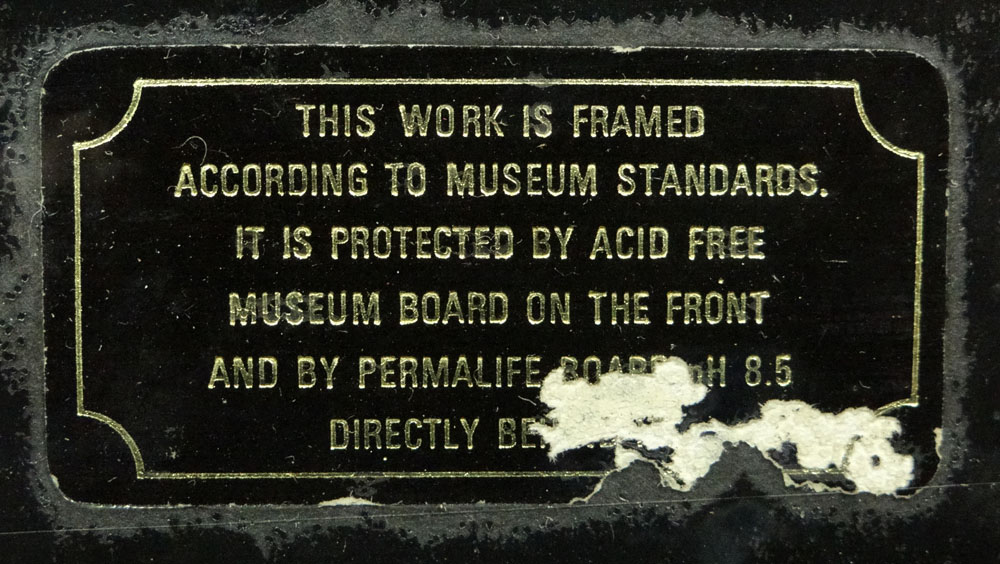 THIS WORK IS FRAMED
ACCORDING TO MUSEUM STANDARDS.
IT IS PROTECTED BY ACID FREE
MUSEUM BOARD ON THE FRONT
AND BY PERMALIFE BOARD pH 8.5
DIRECTLY